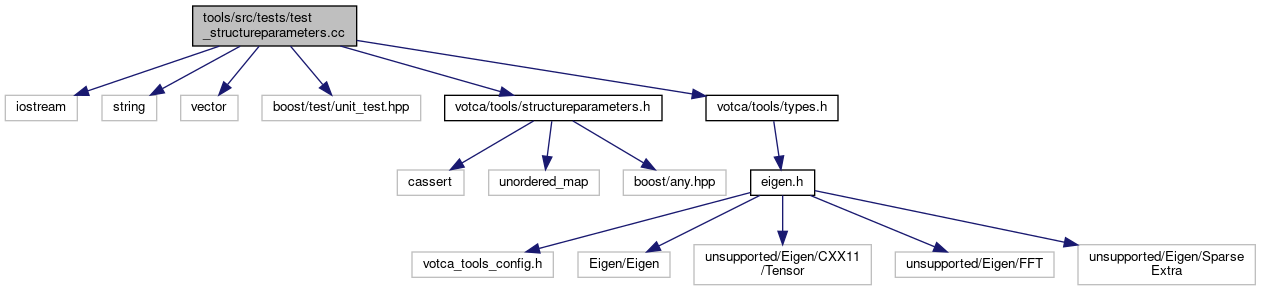 tools/src/tests/test
_structureparameters.cc
iostream
string
vector
boost/test/unit_test.hpp
votca/tools/structureparameters.h
votca/tools/types.h
cassert
unordered_map
boost/any.hpp
eigen.h
votca_tools_config.h
Eigen/Eigen
unsupported/Eigen/CXX11
/Tensor
unsupported/Eigen/FFT
unsupported/Eigen/Sparse
Extra